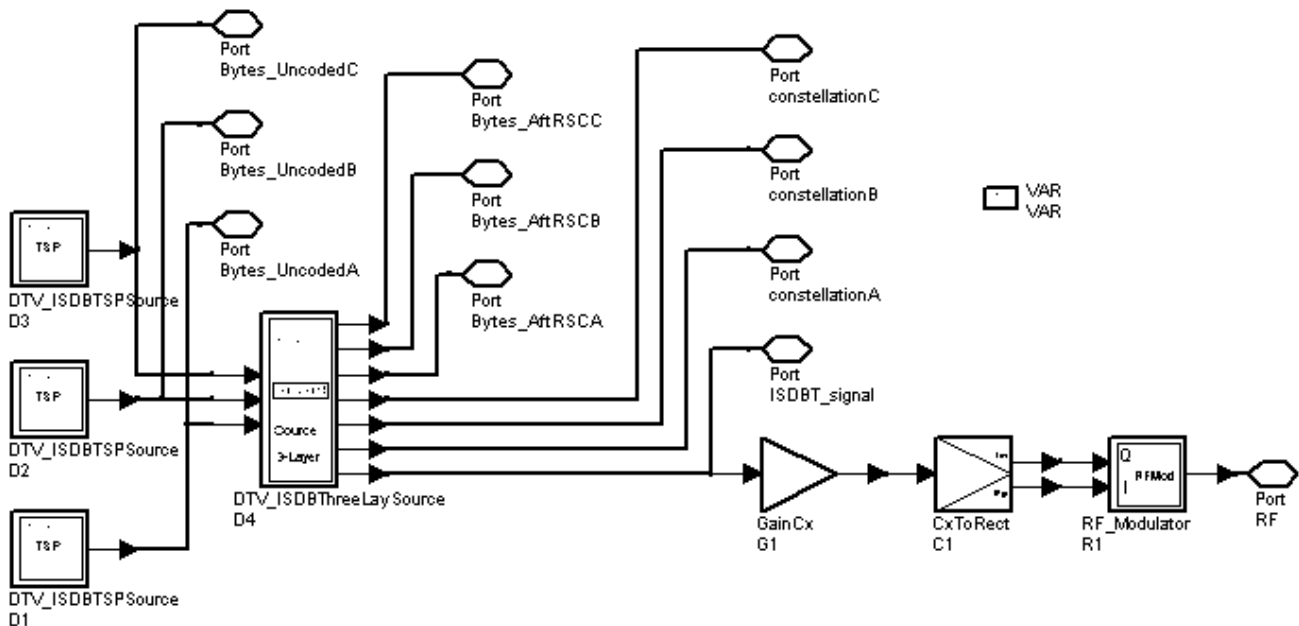 Port
Bytes_UncodedC
Port
Bytes_AftRSCC
Port
constellationC
Port
Bytes_UncodedB
Port
Bytes_AftRSCB
Port
constellationB
VAR
VAR
TSP
DTV_ISDBTSPSource
D3
Port
Bytes_UncodedA
Port
Bytes_AftRSCA
Port
constellationA
TSP
DTV_ISDBTSPSource
D2
Source
3-Layer
DTV_ISDBThreeLaySource
D4
Port
ISDBT_signal
GainCx
G1
CxToRect
C1
Q
I
RFMod
RF_Modulator
R1
Port
RF
TSP
DTV_ISDBTSPSource
D1